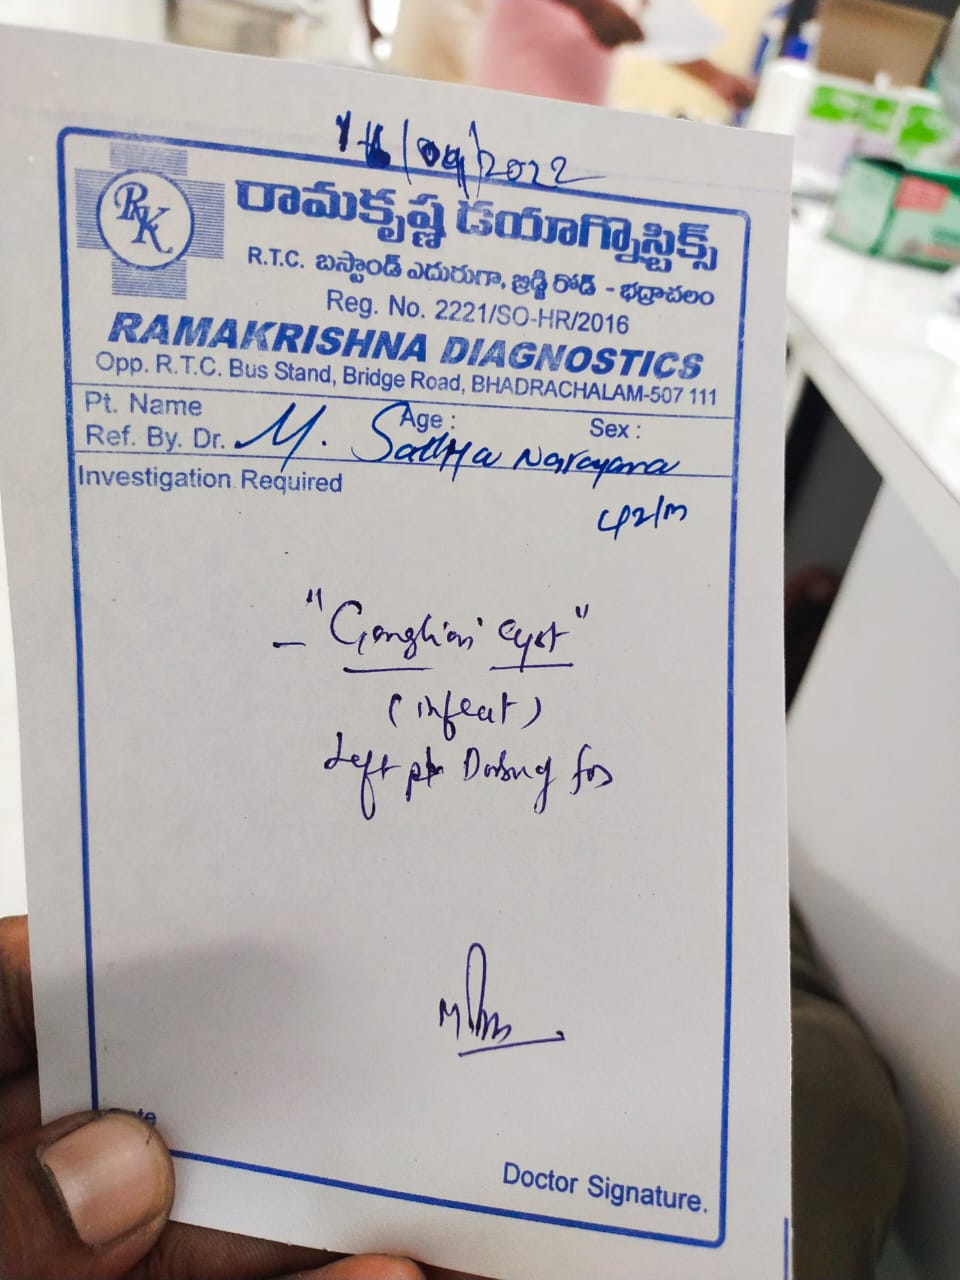 /09/2022
RK
రామకృష్ణ డయాగ్నొస్టిక్స్
R.T.C. బస్టాండ్ ఎదురుగా, బ్రిడ్జి రోడ్ - భద్రాచలం
Reg. No. 2221/SO-HR/2016
RAMAKRISHNA DIAGNOSTICS
Opp. R.T.C. Bus Stand, Bridge Road, BHADRACHALAM-507 111
Pt. Name Age : Sex :
Ref. By. Dr. M. Sathya Narayana
Investigation Required
42/m
- "Ganglion cyst"
Left
Doctor Signature.